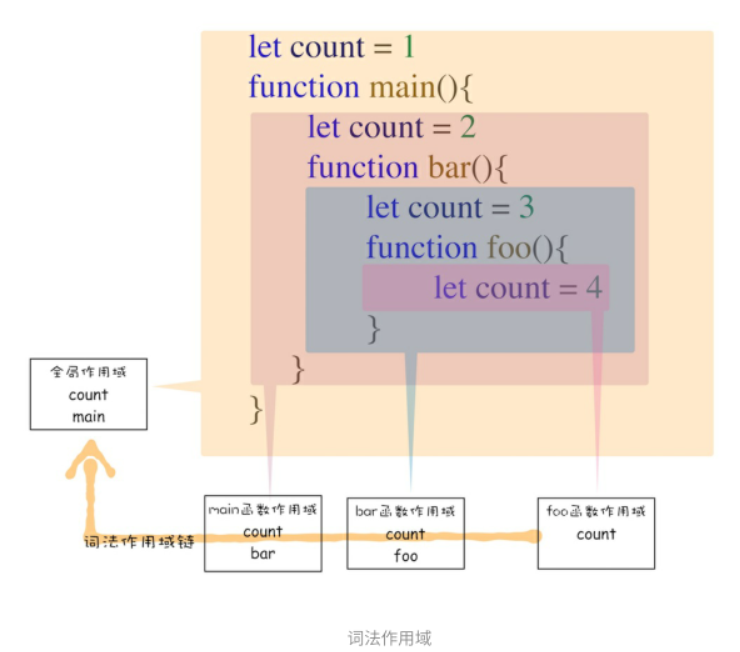 let count = 1
function main(){
let count = 2
function bar(){
let count = 3
function foo(){
let count = 4
}
}
}
全局作用域
count
main
main函数作用域
count
bar
bar函数作用域
count
foo
foo函数作用域
count
词法作用域链
词法作用域